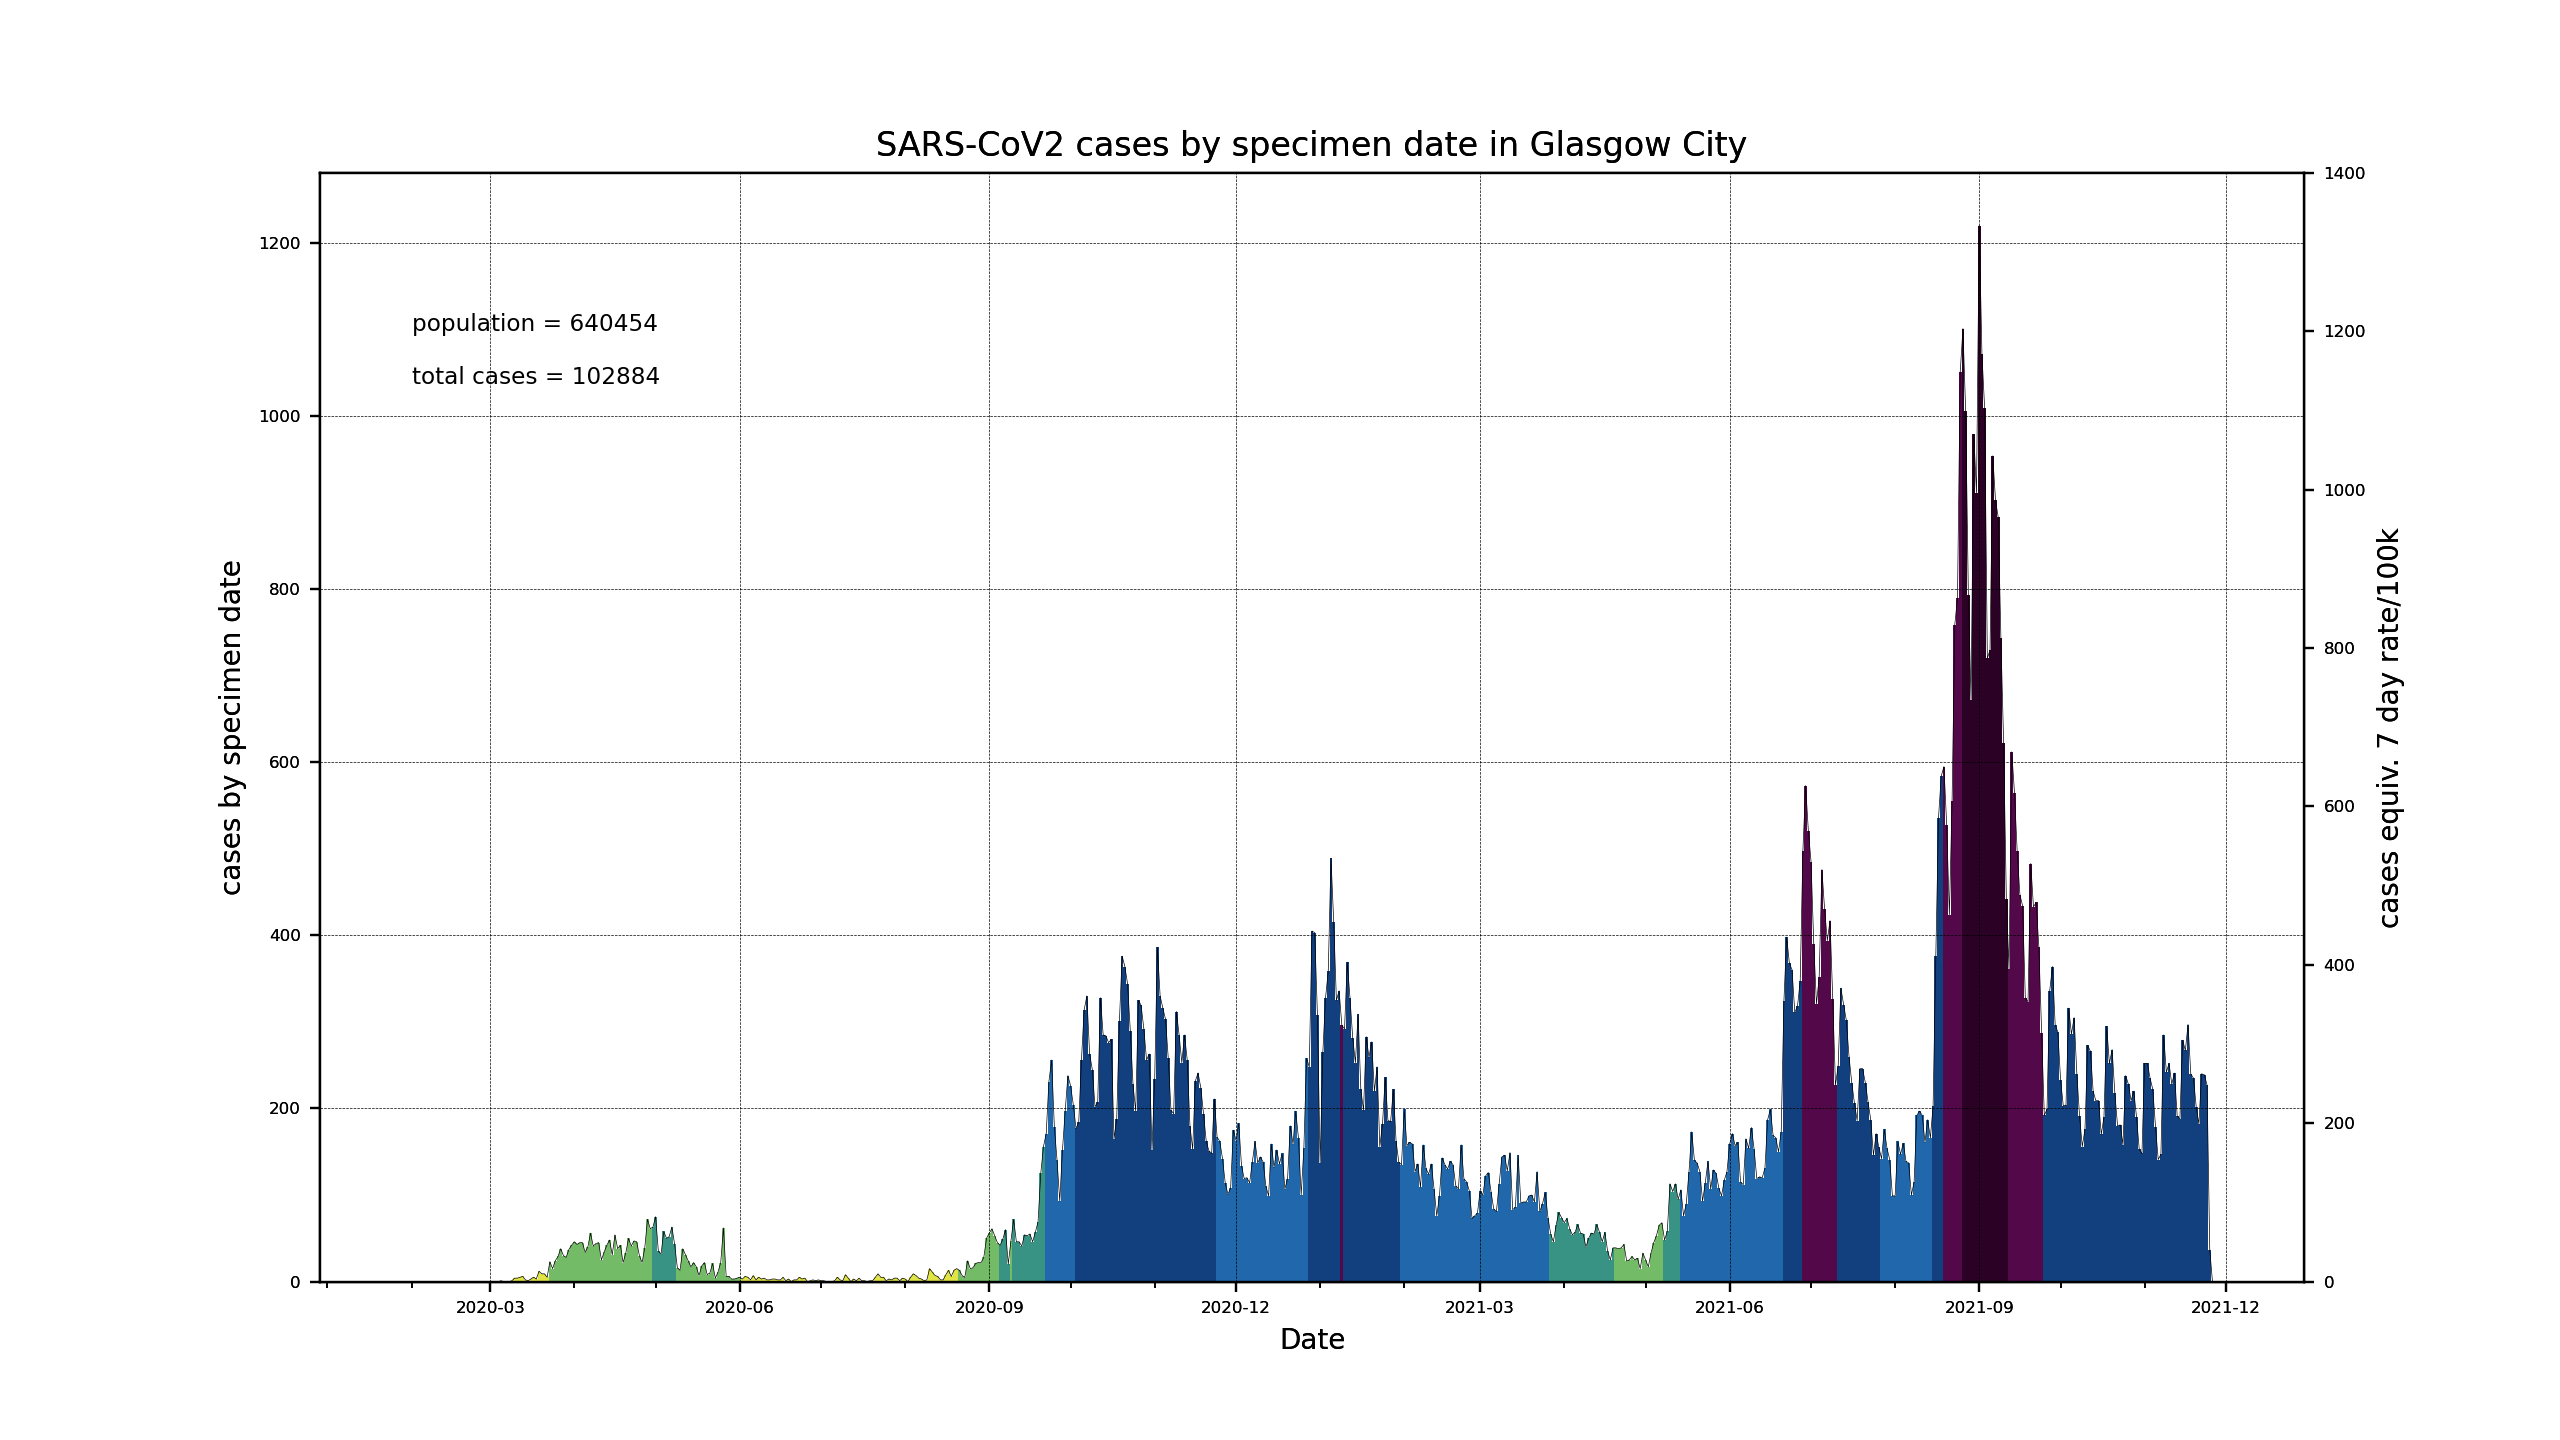 SARS-CoV2 cases by specimen date in Glasgow City
population = 640454
total cases = 102884
cases by specimen date
1200
1000
800
600
400
200
0
1400
1200
1000
800
600
400
200
0
cases equiv. 7 day rate/100k
2020-03 2020-06 2020-09 2020-12 2021-03 2021-06 2021-09 2021-12
Date